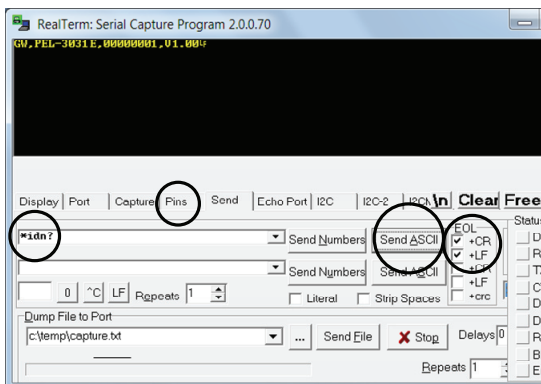 RealTerm: Serial Capture Program 2.0.0.70
GW,PEL-3031E,00000001,V1.00
Display Port Capture Pins Send Echo Port I2C I2C-2 \n Clear Free
Status
*idn? Send Numbers Send ASCII EOL
+CR
+LF
Send Numbers Send ASCII +CR
+LF
0 ^C LF Repeats 1 Literal Strip Spaces +crc
Dump File to Port
c:\temp\capture.txt ... Send File Stop Delays 0
Repeats 1